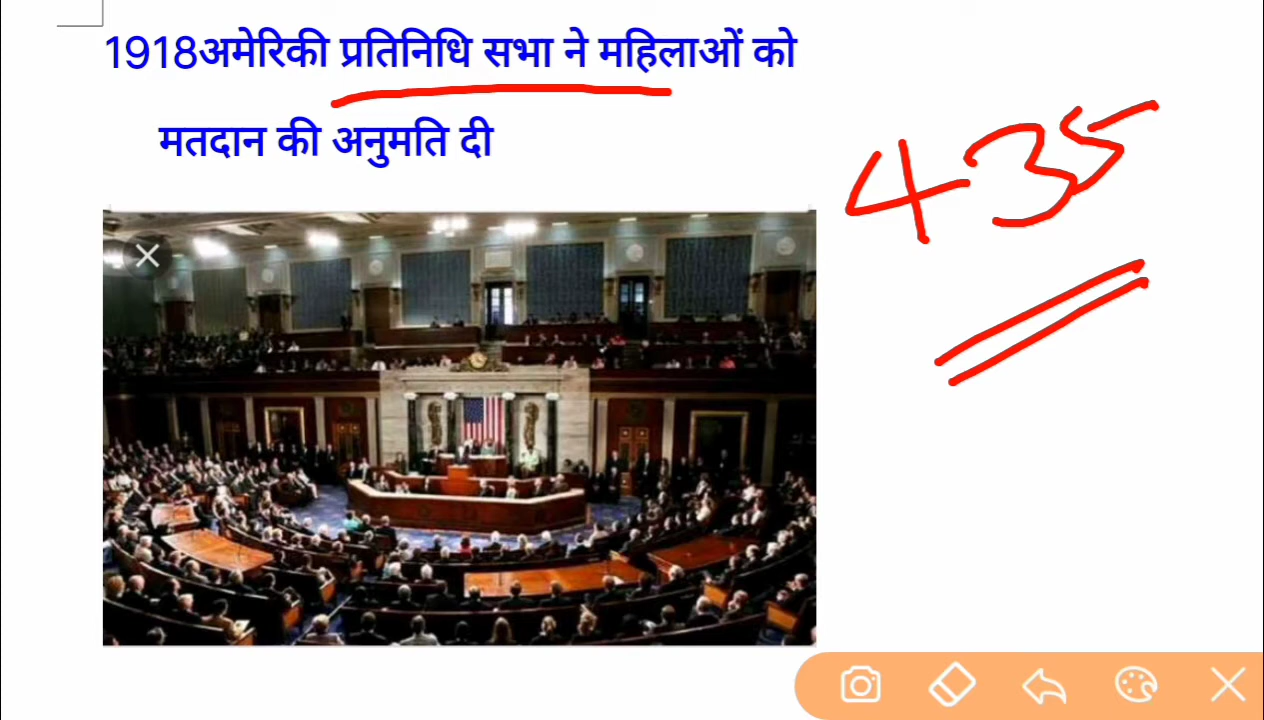 1918अमेरिकी प्रतिनिधि सभा ने महिलाओं को
मतदान की अनुमति दी
435